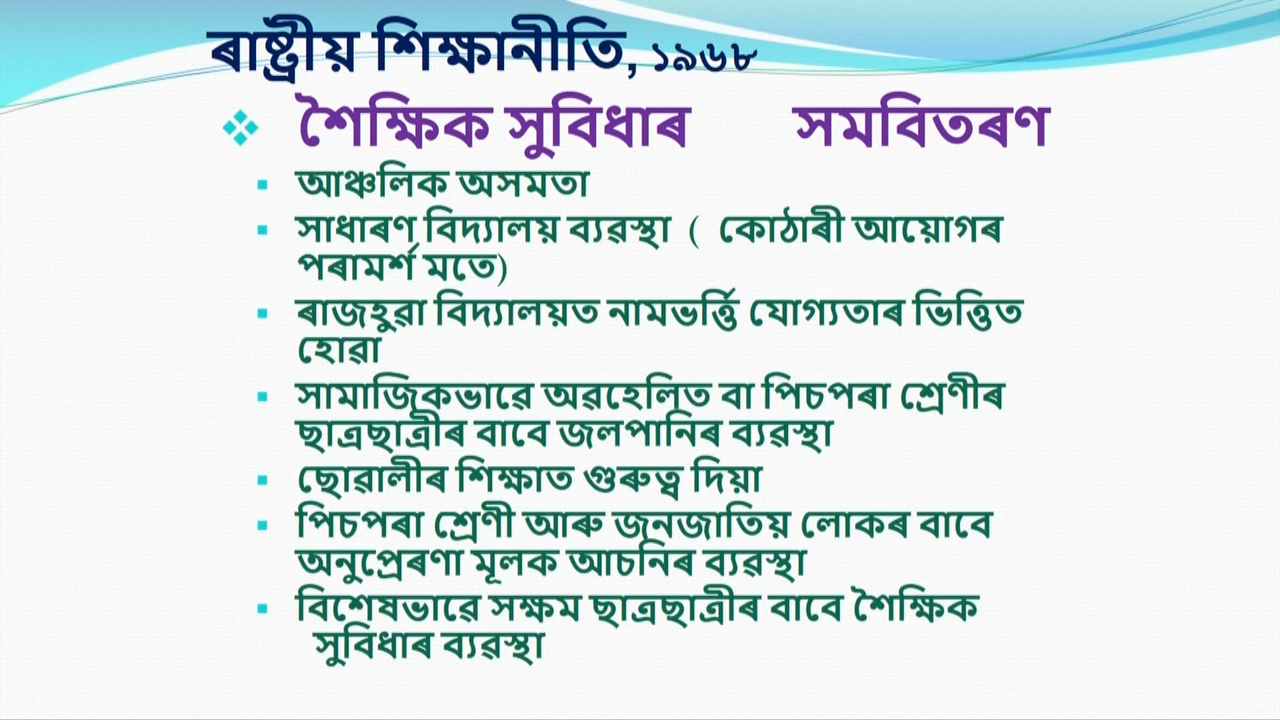 ৰাষ্ট্ৰীয় শিক্ষানীতি, ১৯৬৮
শৈক্ষিক সুবিধাৰ সমবিতৰণ
আঞ্চলিক অসমতা
সাধাৰণ বিদ্যালয় ব্যৱস্থা ( কোঠাৰী আয়োগৰ
পৰামৰ্শ মতে)
ৰাজহুৱা বিদ্যালয়ত নামভৰ্ত্তি যোগ্যতাৰ ভিত্তিত
হোৱা
সামাজিকভাৱে অৱহেলিত বা পিচপৰা শ্ৰেণীৰ
ছাত্ৰছাত্ৰীৰ বাবে জলপানিৰ ব্যৱস্থা
ছোৱালীৰ শিক্ষাত গুৰুত্ব দিয়া
পিচপৰা শ্ৰেণী আৰু জনজাতিয় লোকৰ বাবে
অনুপ্ৰেৰণা মূলক আচনিৰ ব্যৱস্থা
বিশেষভাৱে সক্ষম ছাত্ৰছাত্ৰীৰ বাবে শৈক্ষিক
সুবিধাৰ ব্যৱস্থা